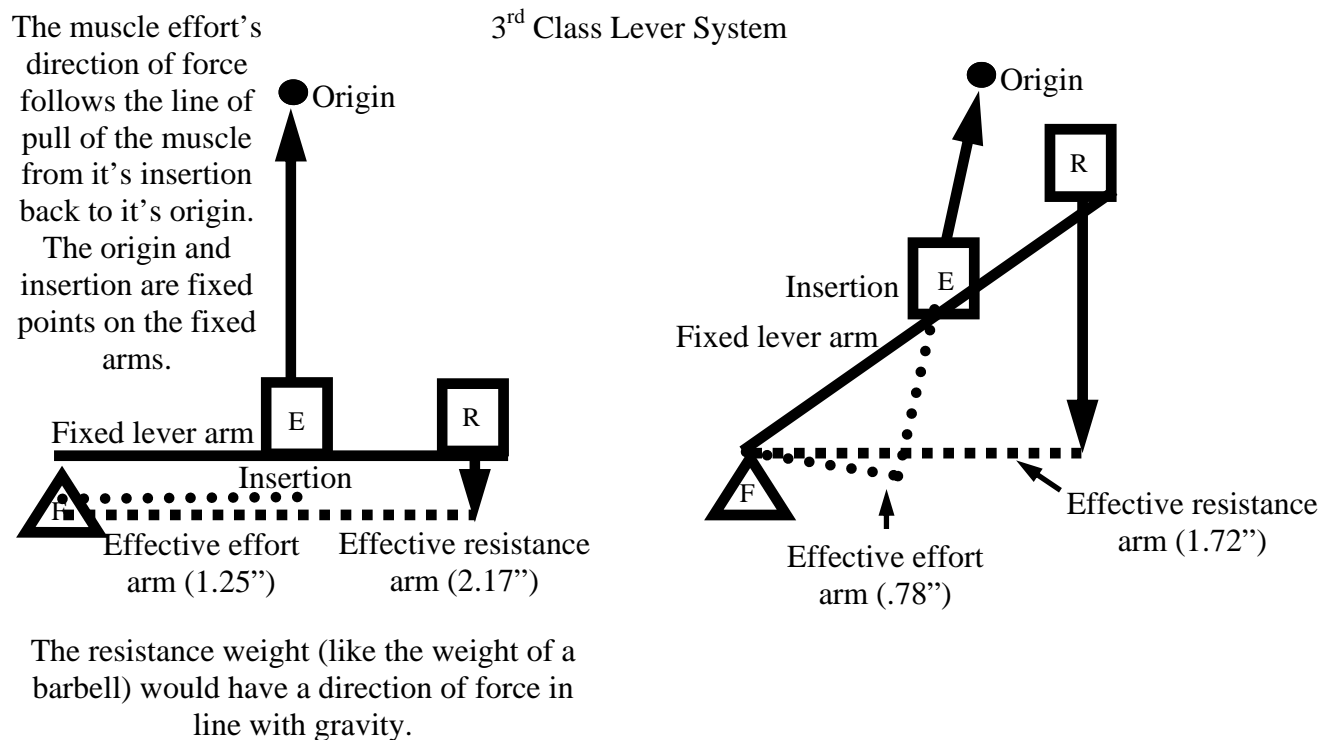 The muscle effort’s
direction of force
follows the line of
pull of the muscle
from it’s insertion
back to it’s origin.
The origin and
insertion are fixed
points on the fixed
arms.
3rd Class Lever System
Origin
E
R
Fixed lever arm
Insertion
F
Effective effort
arm (1.25”)
Effective resistance
arm (2.17”)
The resistance weight (like the weight of a
barbell) would have a direction of force in
line with gravity.
Origin
R
Insertion
E
Fixed lever arm
F
Effective effort
arm (.78”)
Effective resistance
arm (1.72”)